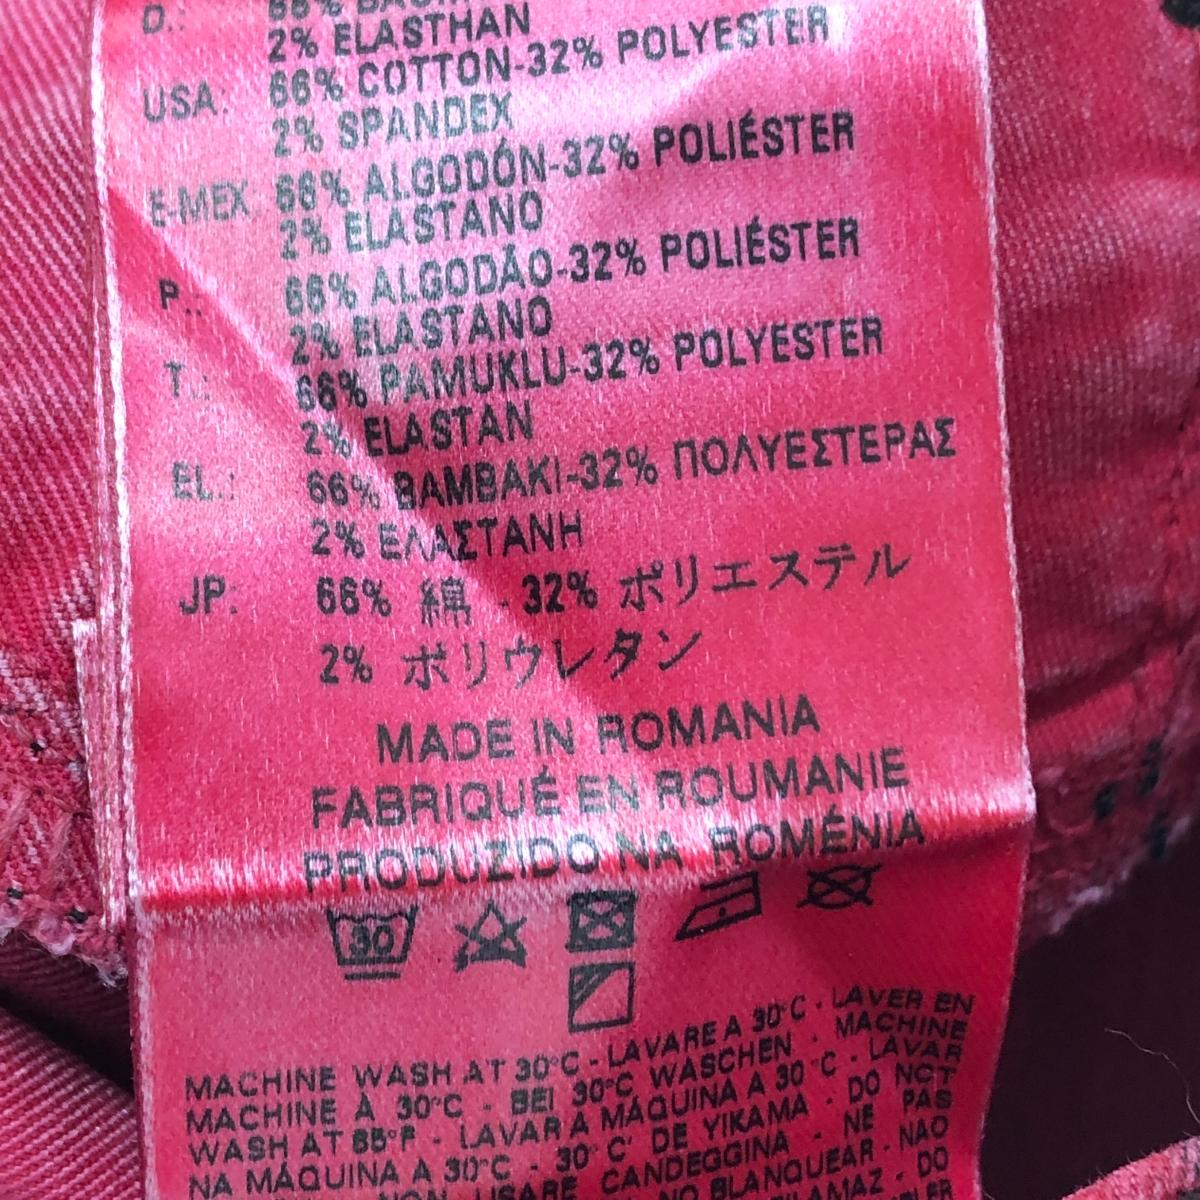 D.: 66%
2% ELASTHAN
USA: 66% COTTON-32% POLYESTER
2% SPANDEX
E-MEX 66% ALGODÓN-32% POLIÉSTER
2% ELASTANO
P.: 66% ALGODÃO-32% POLIÉSTER
2% ELASTANO
T.: 66% PAMUKLU-32% POLYESTER
2% ELASTAN
EL.: 66% BAMBAKI-32% ΠΟΛΥΕΣΤΕΡΑΣ
2% ΕΛΑΣΤΑΝΗ
JP: 66% 綿 - 32% ポリエステル
2% ポリウレタン
MADE IN ROMANIA
FABRIQUÉ EN ROUMANIE
PRODUZIDO NA ROMÉNIA
30
MACHINE WASH AT 30°C - LAVARE A 30°C - LAVER EN
MACHINE À 30°C - BEI 30°C WASCHEN - MACHINE
WASH AT 85°F - LAVAR A MÁQUINA A 30°C - LAVAR
NA MÁQUINA A 30°C - 30°C' DE YIKAMA - DO NOT
NON USARE CANDEGGINA - NE PAS
NO BLANQUEAR - NAO
- DO